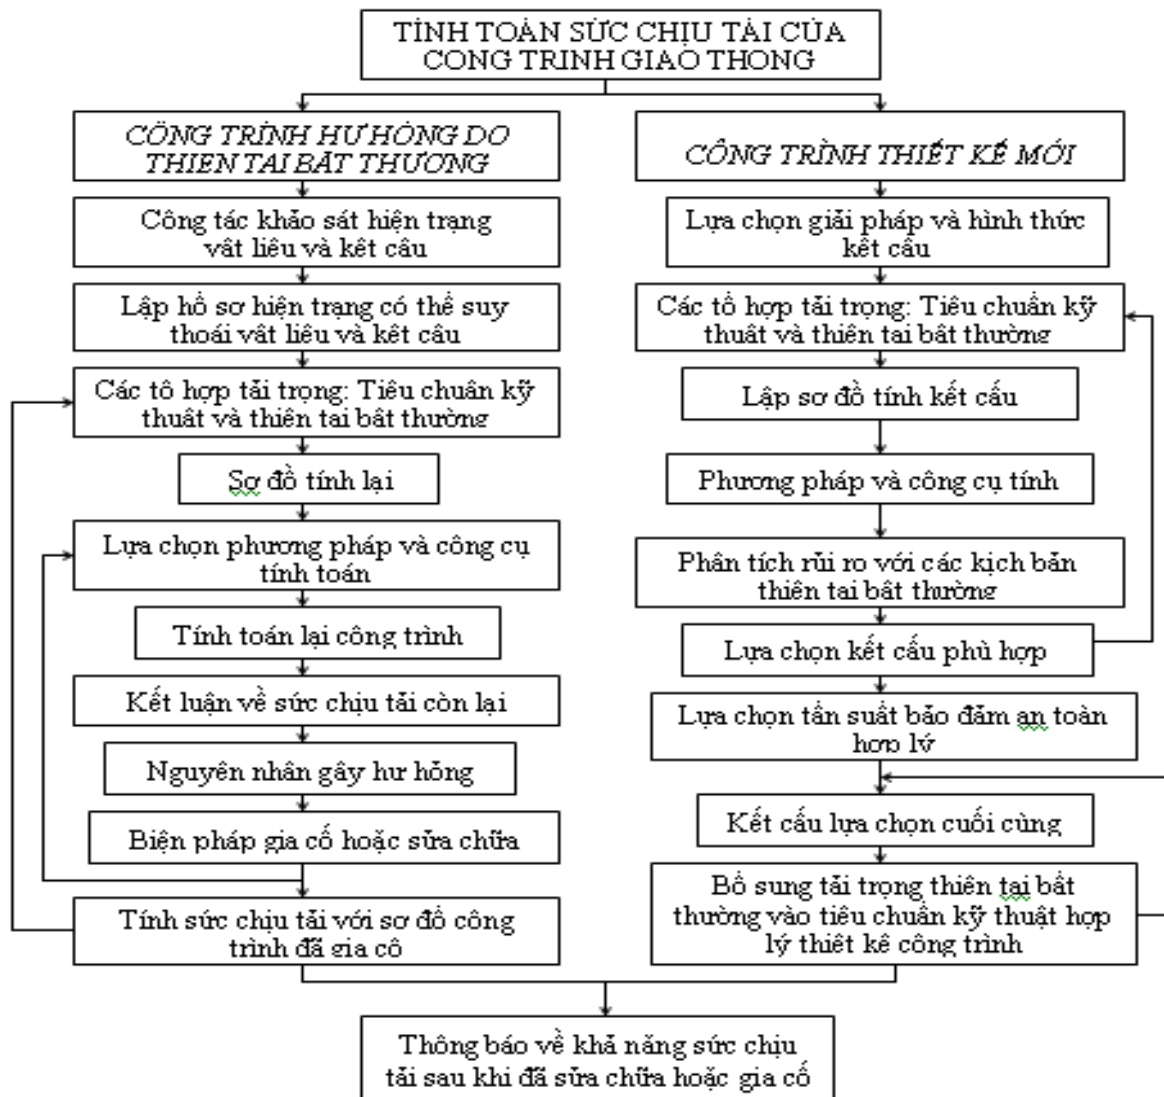 TÍNH TOÁN SỨC CHỊU TẢI CỦA
CÔNG TRÌNH GIAO THÔNG
CÔNG TRÌNH HƯ HỎNG DO
THIÊN TAI BẤT THƯỜNG
Công tác khảo sát hiện trạng
vật liệu và kết cấu
Lập hồ sơ hiện trạng có thể suy
thoái vật liệu và kết cấu
Các tổ hợp tải trọng: Tiêu chuẩn kỹ
thuật và thiên tai bất thường
Sơ đồ tính lại
Lựa chọn phương pháp và công cụ
tính toán
Tính toán lại công trình
Kết luận về sức chịu tải còn lại
Nguyên nhân gây hư hỏng
Biện pháp gia cố hoặc sửa chữa
Tính sức chịu tải với sơ đồ công
trình đã gia cố
CÔNG TRÌNH THIẾT KẾ MỚI
Lựa chọn giải pháp và hình thức
kết cấu
Các tổ hợp tải trọng: Tiêu chuẩn kỹ
thuật và thiên tai bất thường
Lập sơ đồ tính kết cấu
Phương pháp và công cụ tính
Phân tích rủi ro với các kịch bản
thiên tai bất thường
Lựa chọn kết cấu phù hợp
Lựa chọn tần suất bảo đảm an toàn
hợp lý
Kết cấu lựa chọn cuối cùng
Bổ sung tải trọng thiên tai bất
thường vào tiêu chuẩn kỹ thuật hợp
lý thiết kế công trình
Thông báo về khả năng sức chịu
tải sau khi đã sửa chữa hoặc gia cố